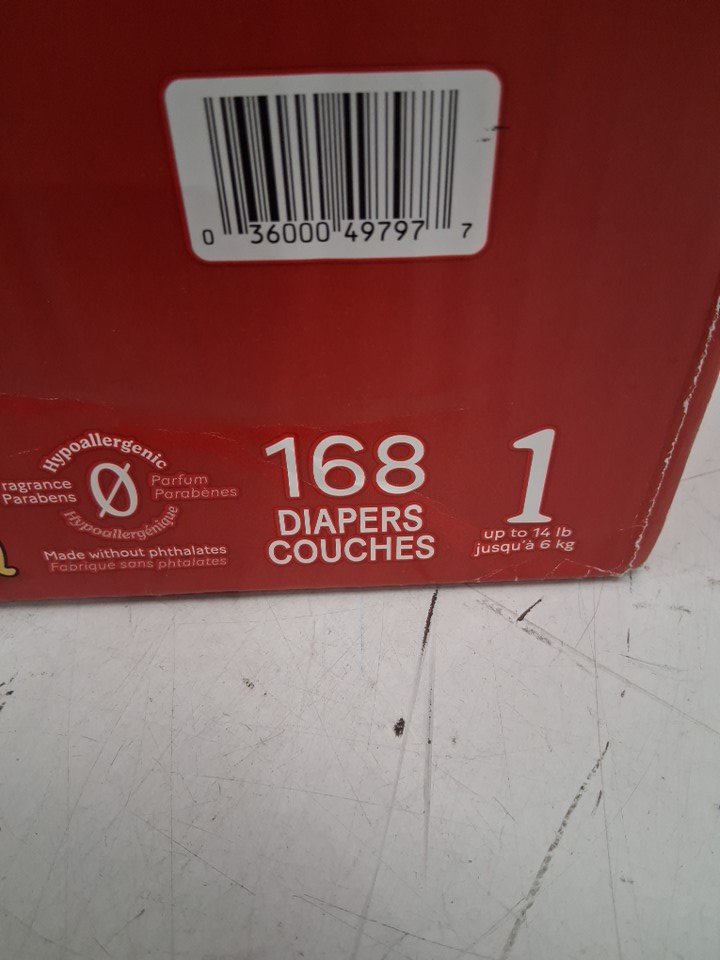 0 36000 49797 7
Hypoallergenic
ragrance
Parabens
0
Parfum
Parabènes
Hypoallergénique
Made without phthalates
Fabriqué sans phtalates
168
DIAPERS
COUCHES
1
up to 14 lb
jusqu'à 6 kg